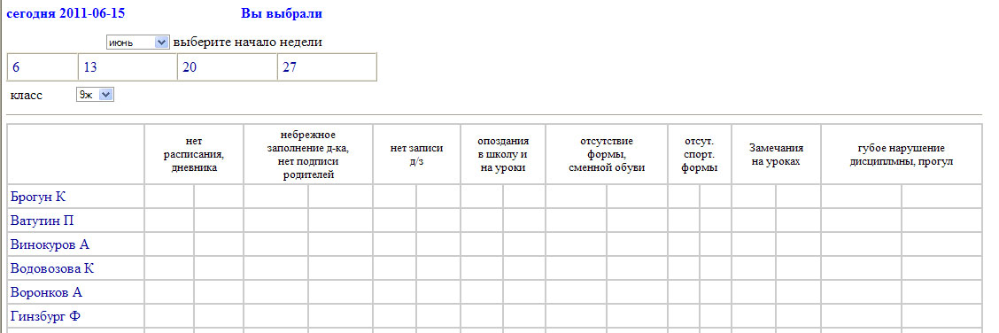 сегодня 2011-06-15 Вы выбрали
июнь выберите начало недели
6 13 20 27
класс 9ж
нет
расписания,
дневника
небрежное
заполнение д-ка,
нет подписи
родителей
нет записи
д/з
опоздания
в школу и
на уроки
отсутствие
формы,
сменной обуви
отсут.
спорт.
формы
Замечания
на уроках
губое нарушение
дисциплмны, прогул
Брогун К
Ватутин П
Винокуров А
Водовозова К
Воронков А
Гинзбург Ф